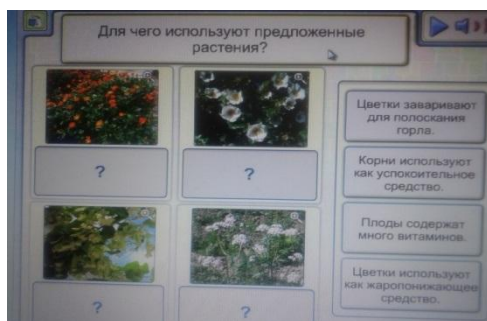 Для чего используют предложенные
растения?
?
?
?
?
Цветки заваривают
для полоскания
горла.
Корни используют
как успокоительное
средство.
Плоды содержат
много витаминов.
Цветки используют
как жаропонижающее
средство.